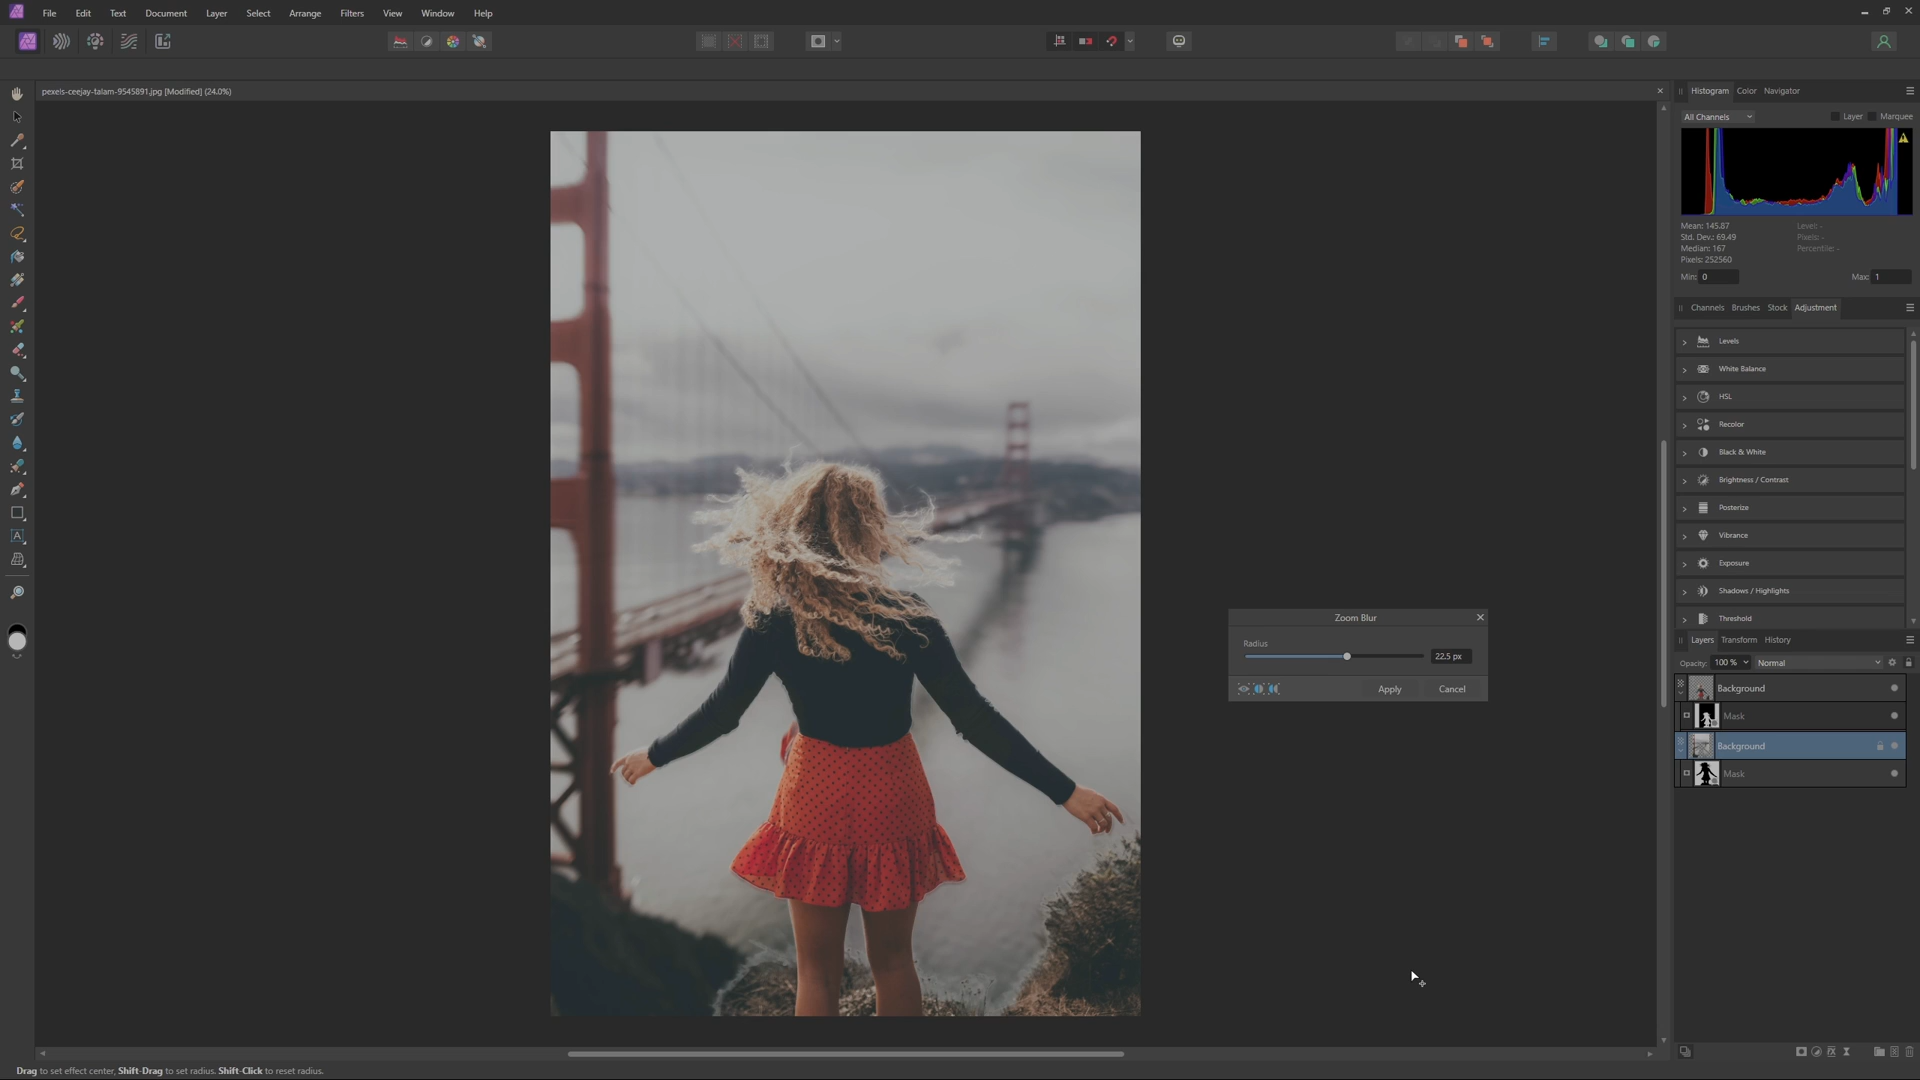 File Edit Text Document Layer Select Arrange Filters View Window Help
pexels-ceejay-talam-9545891.jpg [Modified] (24.0%)
Histogram Color Navigator
All Channels Layer Marquee
Mean: 145.87 Level: -
Std. Dev.: 69.49 Pixels: -
Median: 167 Percentile: -
Pixels: 252560
Min: 0 Max: 1
Channels Brushes Stock Adjustment
Levels
White Balance
HSL
Recolor
Black & White
Brightness / Contrast
Posterize
Vibrance
Exposure
Shadows / Highlights
Threshold
Zoom Blur
Radius
22.5 px
Apply Cancel
Layers Transform History
Opacity: 100 % Normal
Background
Mask
Background
Mask
Drag to set effect center, Shift-Drag to set radius. Shift-Click to reset radius.